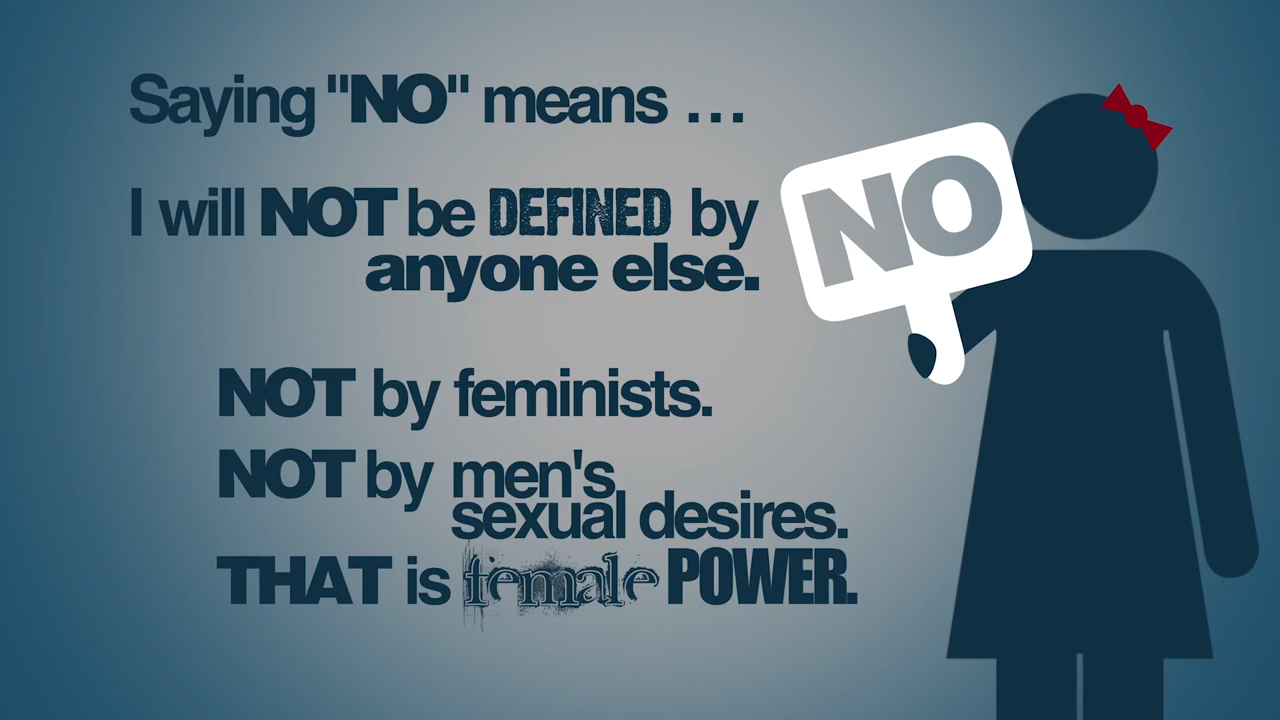 Saying "NO" means ...
I will NOT be DEFINED by
anyone else.
NOT by feminists.
NOT by men's
sexual desires.
THAT is female POWER.
NO